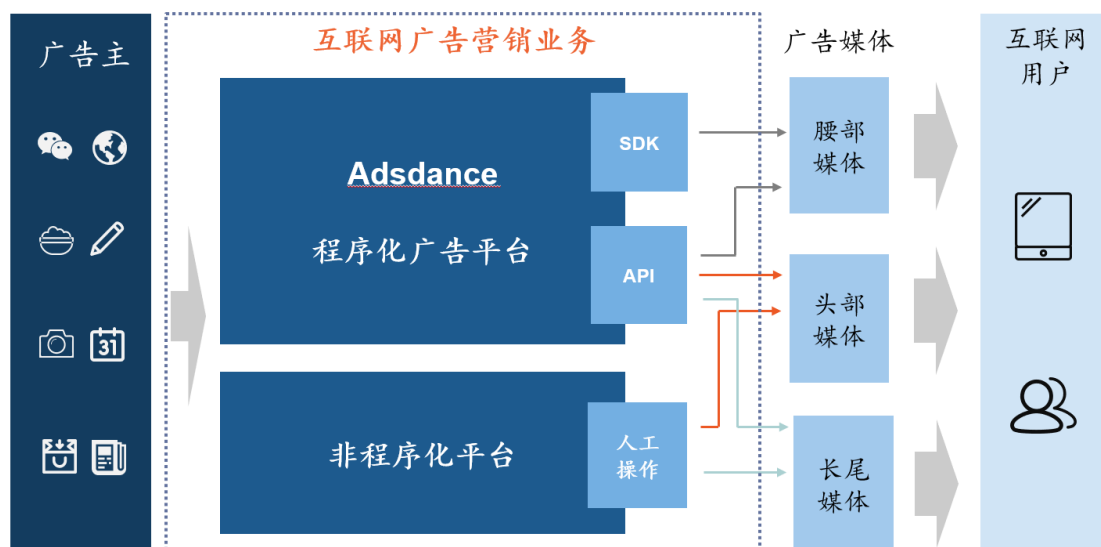 广告主
31
互联网广告营销业务
Adsdance
程序化广告平台
SDK
API
非程序化平台
人工
操作
广告媒体
腰部
媒体
头部
媒体
长尾
媒体
互联网
用户